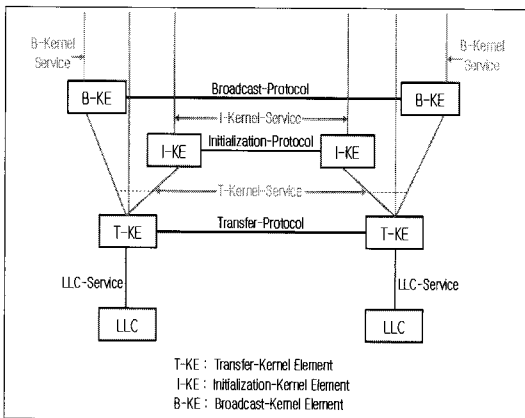 B-Kernel
Service
B-Kernel
Service
Broadcast-Protocol
B-KE
B-KE
I-Kernel-Service
Initialization-Protocol
I-KE
I-KE
T-Kernel-Service
Transfer-Protocol
T-KE
T-KE
LLC-Service
LLC-Service
LLC
LLC
T-KE : Transfer-Kernel Element
I-KE : Initialization-Kernel Element
B-KE : Broadcast-Kernel Element